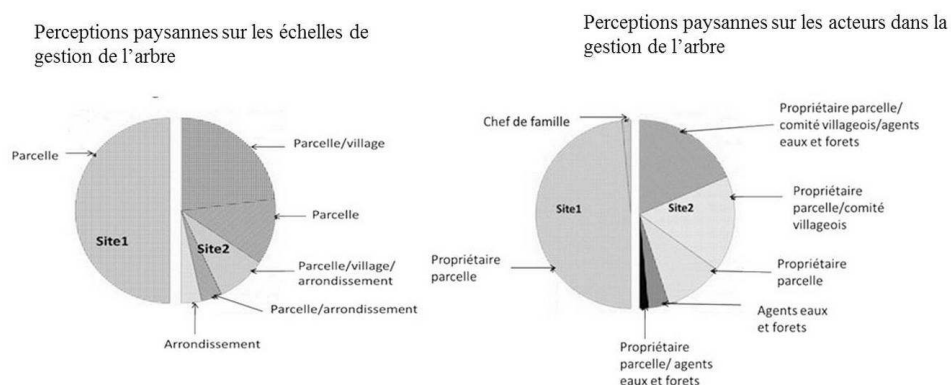 Perceptions paysannes sur les échelles de
gestion de l'arbre
Parcelle
Site1
Parcelle/village
Parcelle
Site2
Parcelle/village/
arrondissement
Parcelle/arrondissement
Arrondissement
Perceptions paysannes sur les acteurs dans la
gestion de l'arbre
Chef de famille
Site1
Propriétaire
parcelle
Propriétaire parcelle/
comité villageois/agents
eaux et forets
Site2
Propriétaire
parcelle/comité
villageois
Propriétaire
parcelle
Agents eaux
et forets
Propriétaire
parcelle/ agents
eaux et forets